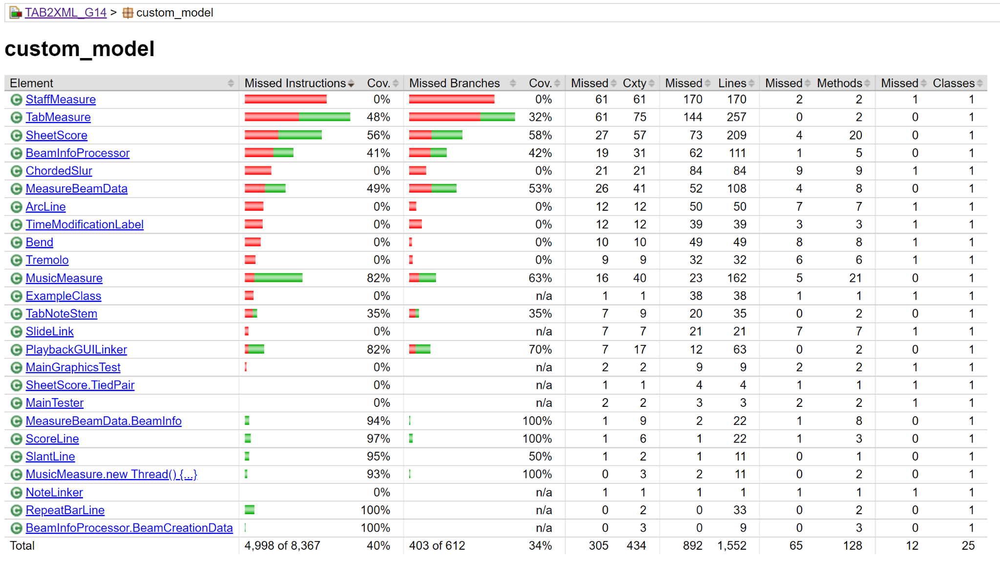 TAB2XML_G14 > custom_model
custom_model
Element Missed Instructions Cov. Missed Branches Cov. Missed Cxty Missed Lines Missed Methods Missed Classes
StaffMeasure 0% 0% 61 61 170 170 2 2 1 1
TabMeasure 48% 32% 61 75 144 257 0 2 0 1
SheetScore 56% 58% 27 57 73 209 4 20 0 1
BeamInfoProcessor 41% 42% 19 31 62 111 1 5 0 1
ChordedSlur 0% 0% 21 21 84 84 9 9 1 1
MeasureBeamData 49% 53% 26 41 52 108 4 8 0 1
ArcLine 0% 0% 12 12 50 50 7 7 1 1
TimeModificationLabel 0% 0% 12 12 39 39 3 3 1 1
Bend 0% 0% 10 10 49 49 8 8 1 1
Tremolo 0% 0% 9 9 32 32 6 6 1 1
MusicMeasure 82% 63% 16 40 23 162 5 21 0 1
ExampleClass 0% n/a 1 1 38 38 1 1 1 1
TabNoteStem 35% 35% 7 9 20 35 0 2 0 1
SlideLink 0% n/a 7 7 21 21 7 7 1 1
PlaybackGUILinker 82% 70% 7 17 12 63 0 2 0 1
MainGraphicsTest 0% n/a 2 2 9 9 2 2 1 1
SheetScore.TiedPair 0% n/a 1 1 4 4 1 1 1 1
MainTester 0% n/a 2 2 3 3 2 2 1 1
MeasureBeamData.BeamInfo 94% 100% 1 9 2 22 1 8 0 1
ScoreLine 97% 100% 1 6 1 22 1 3 0 1
SlantLine 95% 50% 1 2 1 11 0 1 0 1
MusicMeasure.new Thread() {...} 93% 100% 0 3 2 11 0 2 0 1
NoteLinker 0% n/a 1 1 1 1 1 1 1 1
RepeatBarLine 100% n/a 0 2 0 33 0 2 0 1
BeamInfoProcessor.BeamCreationData 100% n/a 0 3 0 9 0 3 0 1
Total 4,998 of 8,367 40% 403 of 612 34% 305 434 892 1,552 65 128 12 25